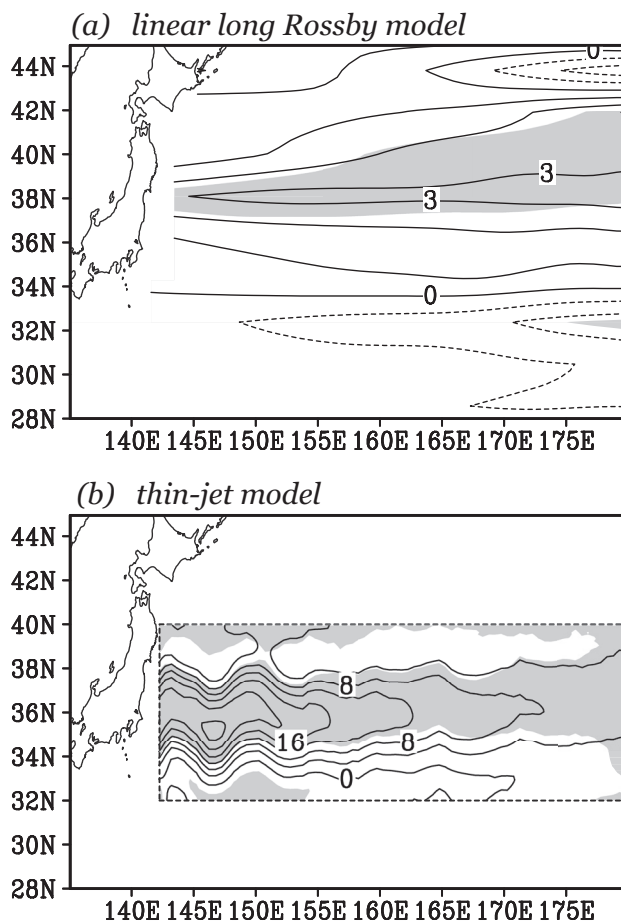 (a) linear long Rossby model
0
44N
42N
40N
3
38N
3
36N
34N
0
32N
30N
28N
140E 145E 150E 155E 160E 165E 170E 175E
(b) thin-jet model
44N
42N
40N
38N
8
36N
16
8
34N
0
32N
30N
28N
140E 145E 150E 155E 160E 165E 170E 175E